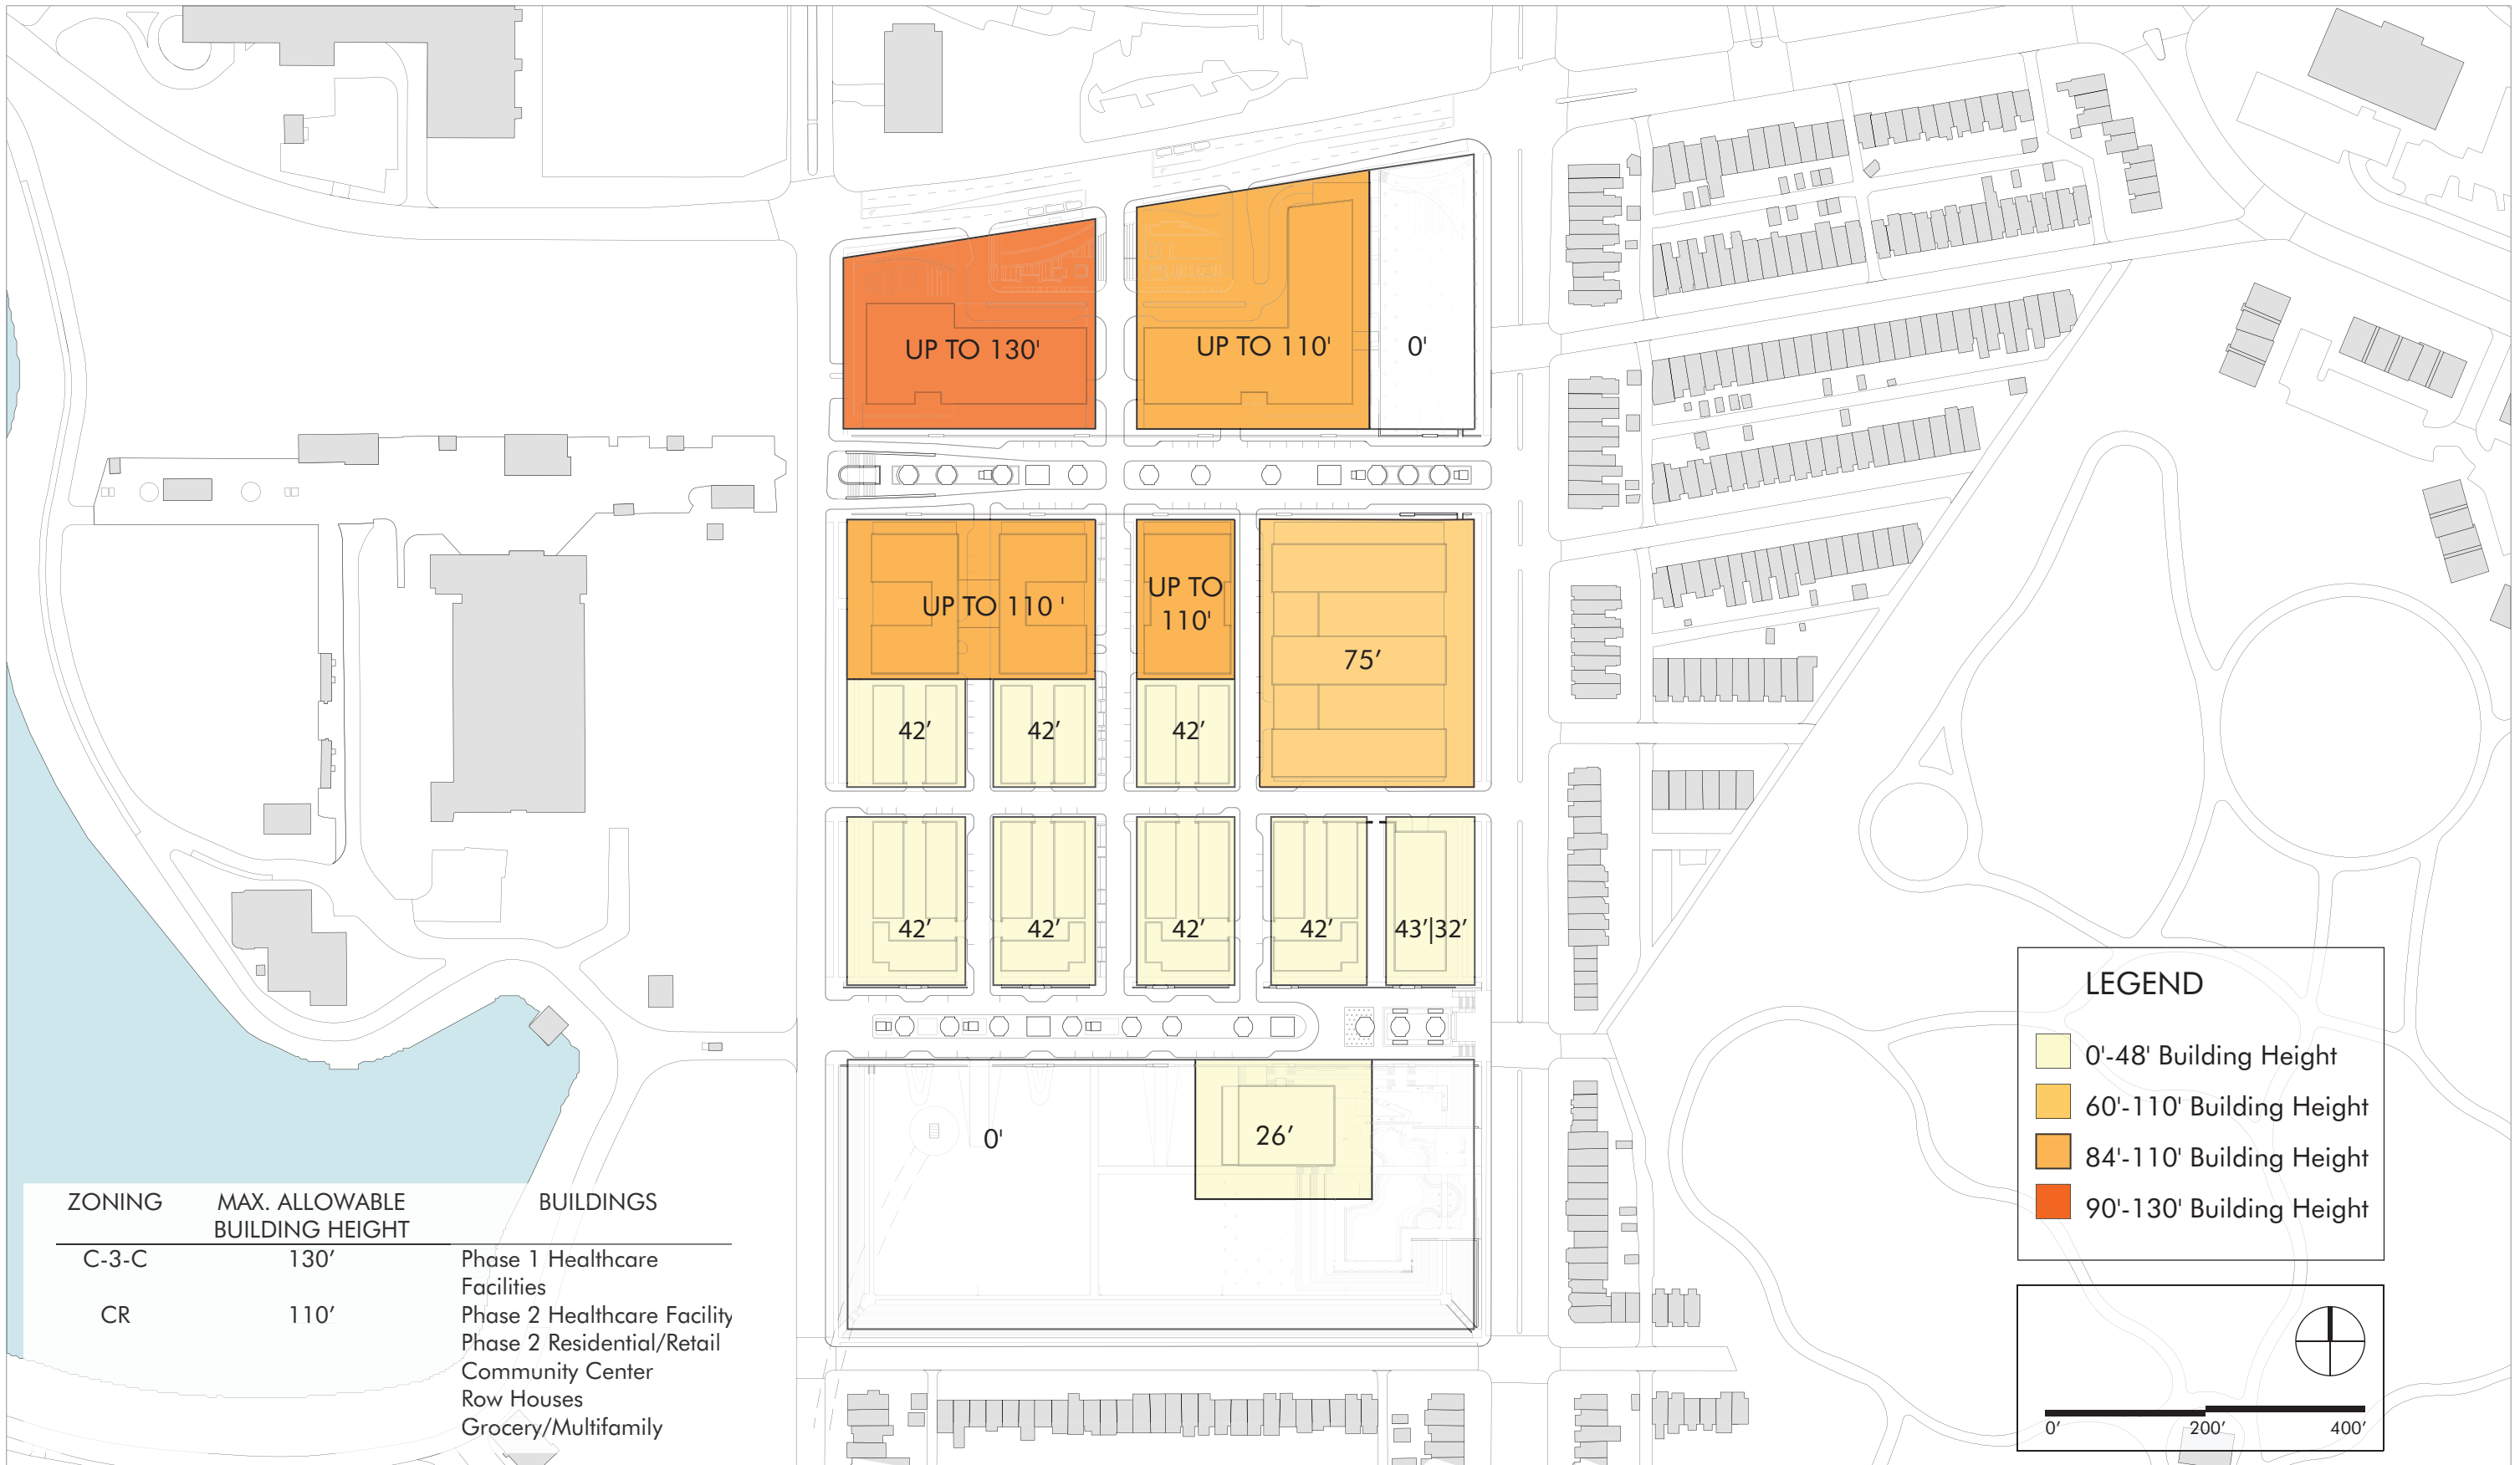 UP TO 130'
UP TO 110'
0'
UP TO 110 '
UP TO
110'
75’
42’
42’
42’
42’
42’
42’
42’
43’|32’
0'
26’
LEGEND
0'-48' Building Height
60'-110' Building Height
84'-110' Building Height
90'-130' Building Height
0’ 200’ 400’
ZONING MAX. ALLOWABLE BUILDINGS
BUILDING HEIGHT
C-3-C 130’ Phase 1 Healthcare
Facilities
CR 110’ Phase 2 Healthcare Facility
Phase 2 Residential/Retail
Community Center
Row Houses
Grocery/Multifamily